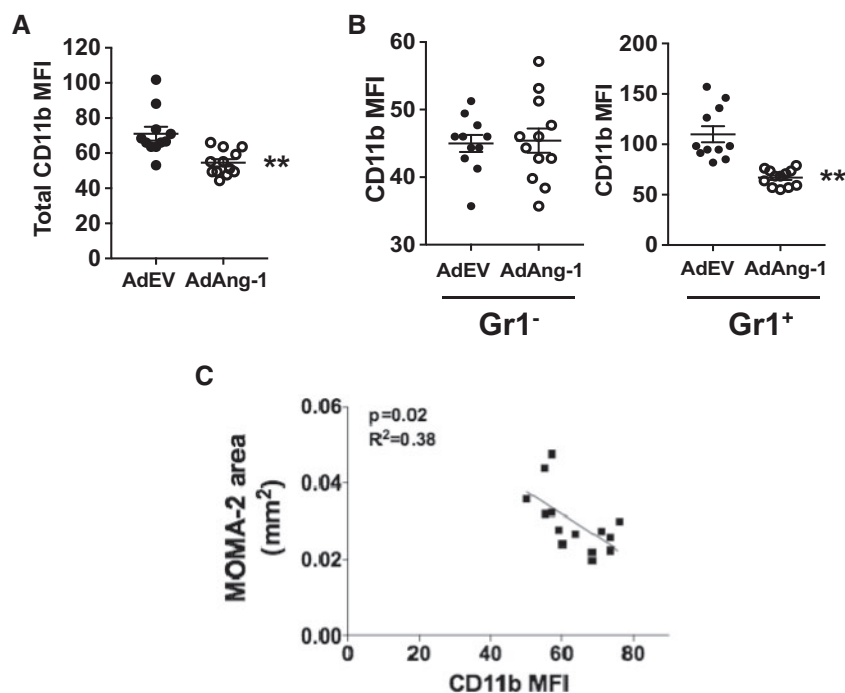 A
Total CD11b MFI
120
100
80
60
40
20
0
**
AdEV AdAng-1
B
CD11b MFI
60
50
40
30
AdEV AdAng-1
Gr1-
CD11b MFI
200
150
100
50
0
**
AdEV AdAng-1
Gr1+
C
MOMA-2 area
(mm²)
0.06
0.04
0.02
0.00
p=0.02
R²=0.38
0 20 40 60 80
CD11b MFI